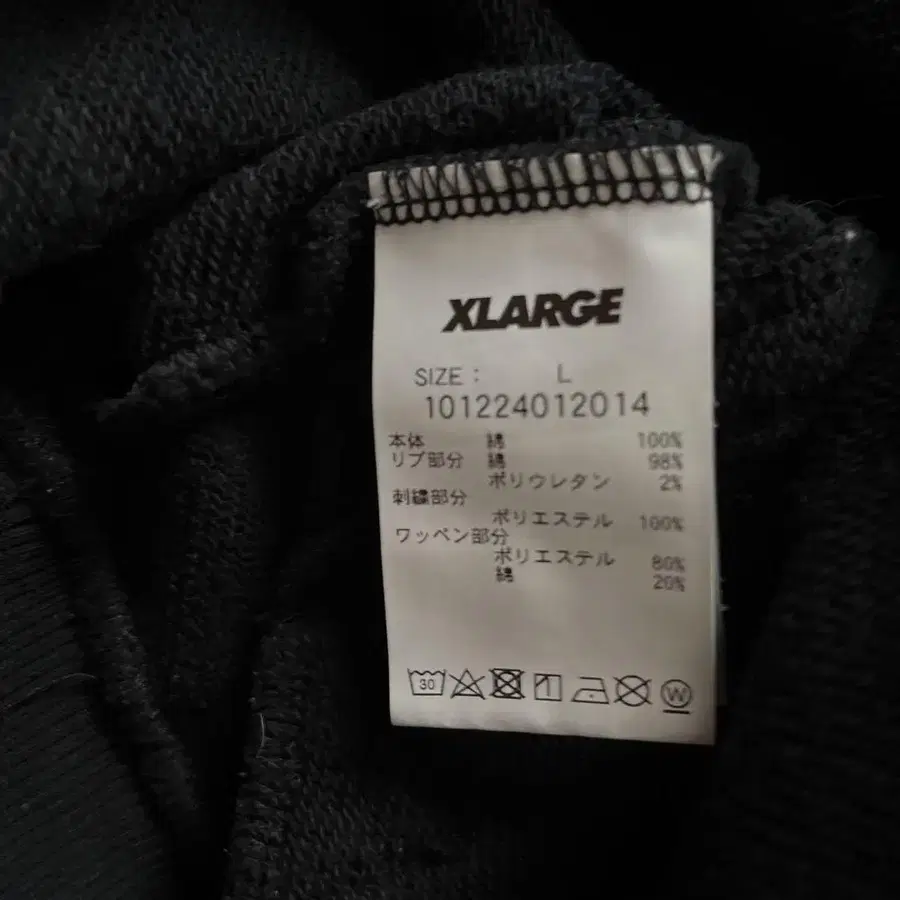 XLARGE
SIZE : L
101224012014
本体 綿 100%
リブ部分 綿 98%
ポリウレタン 2%
刺繍部分
ポリエステル 100%
ワッペン部分
ポリエステル 80%
綿 20%
30
W